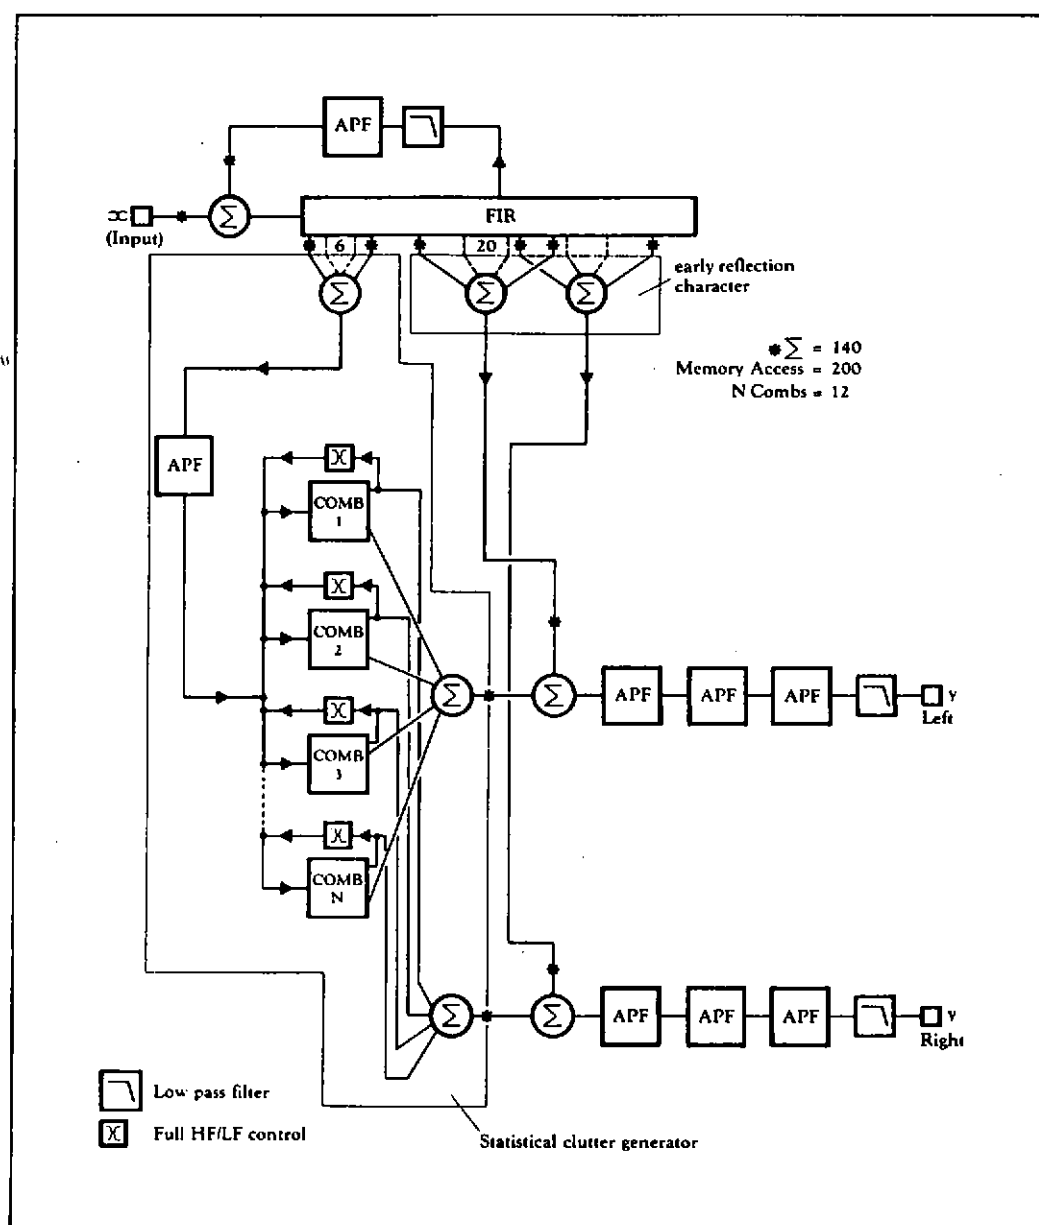 APF
x
(Input)
Σ
FIR
6
20
Σ
Σ
Σ
early reflection
character
* Σ = 140
Memory Access = 200
N Combs = 12
APF
COMB
1
COMB
2
COMB
3
COMB
N
Σ
Σ
APF
APF
APF
y
Left
Σ
Σ
APF
APF
APF
y
Right
Low pass filter
Full HF/LF control
Statistical clutter generator